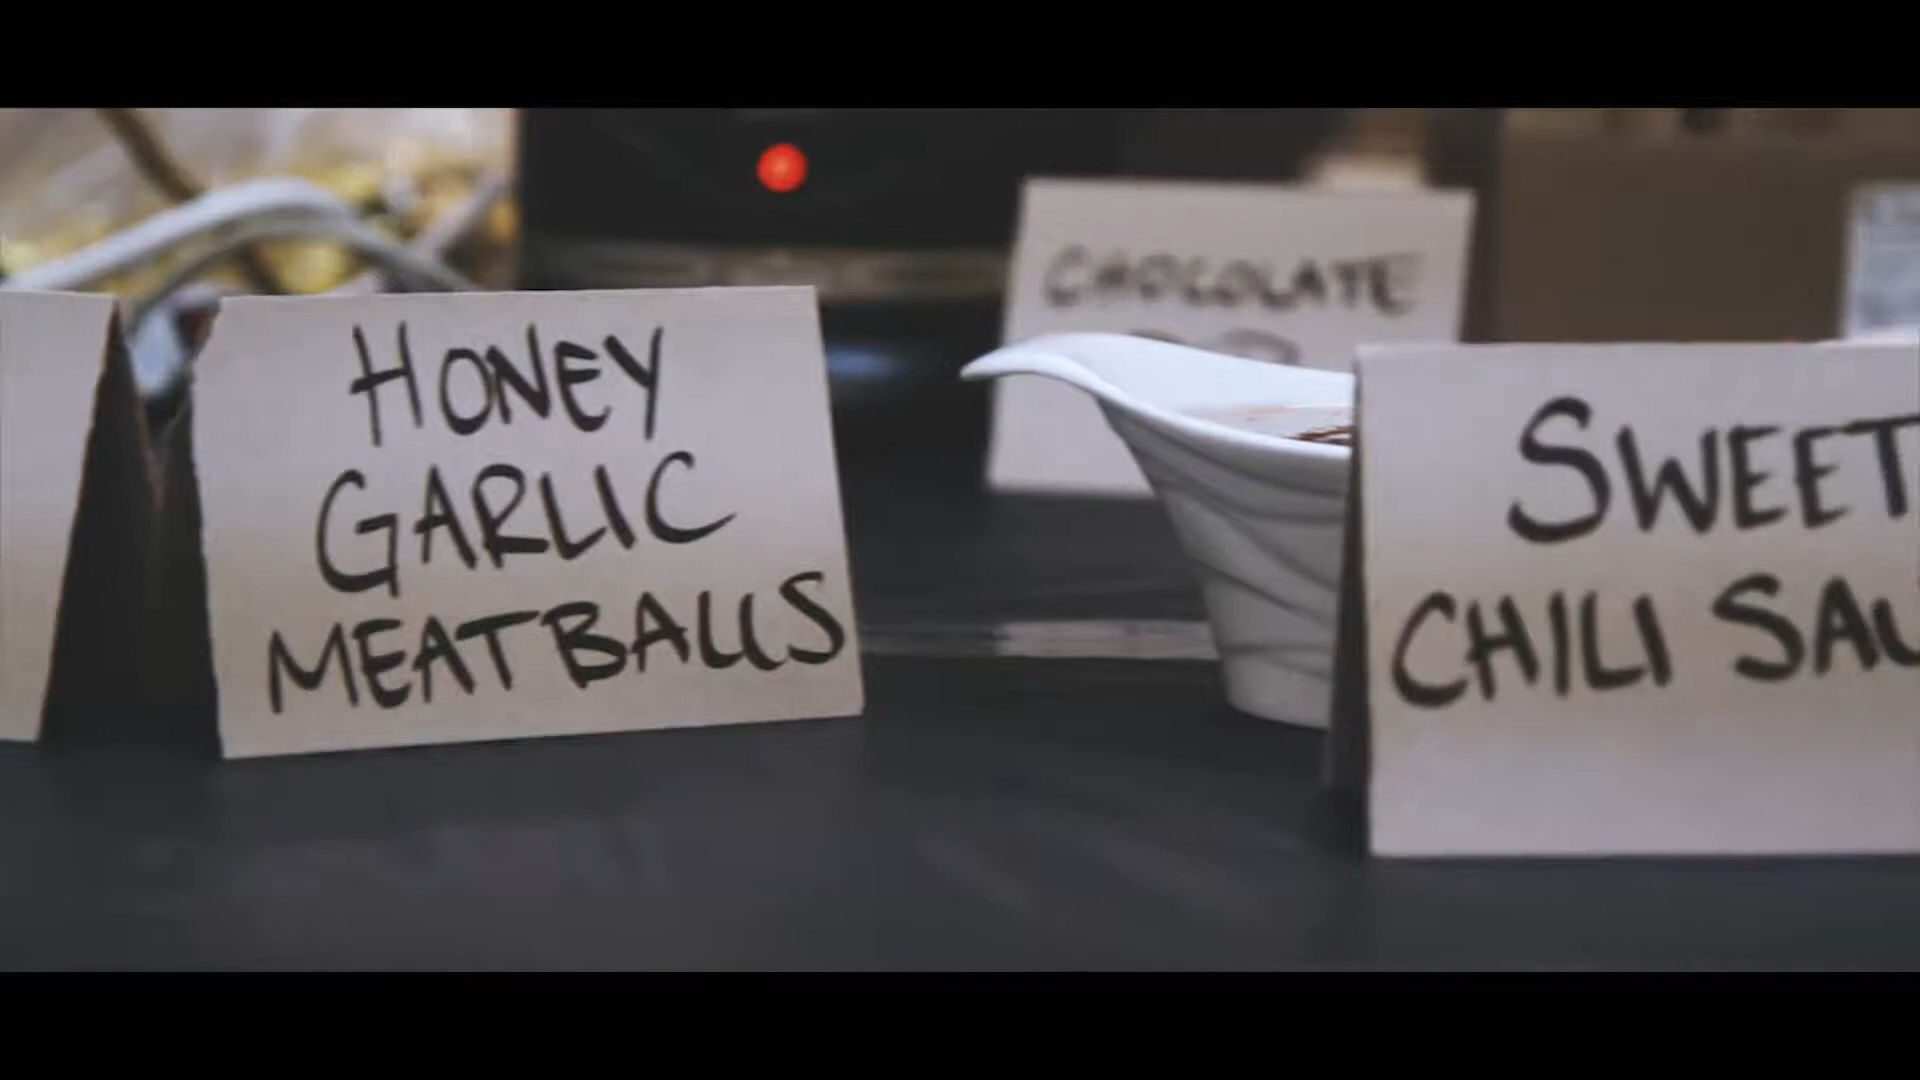 HONEY
GARLIC
MEATBALLS
CHOCOLATE
SWEET
CHILI SAU